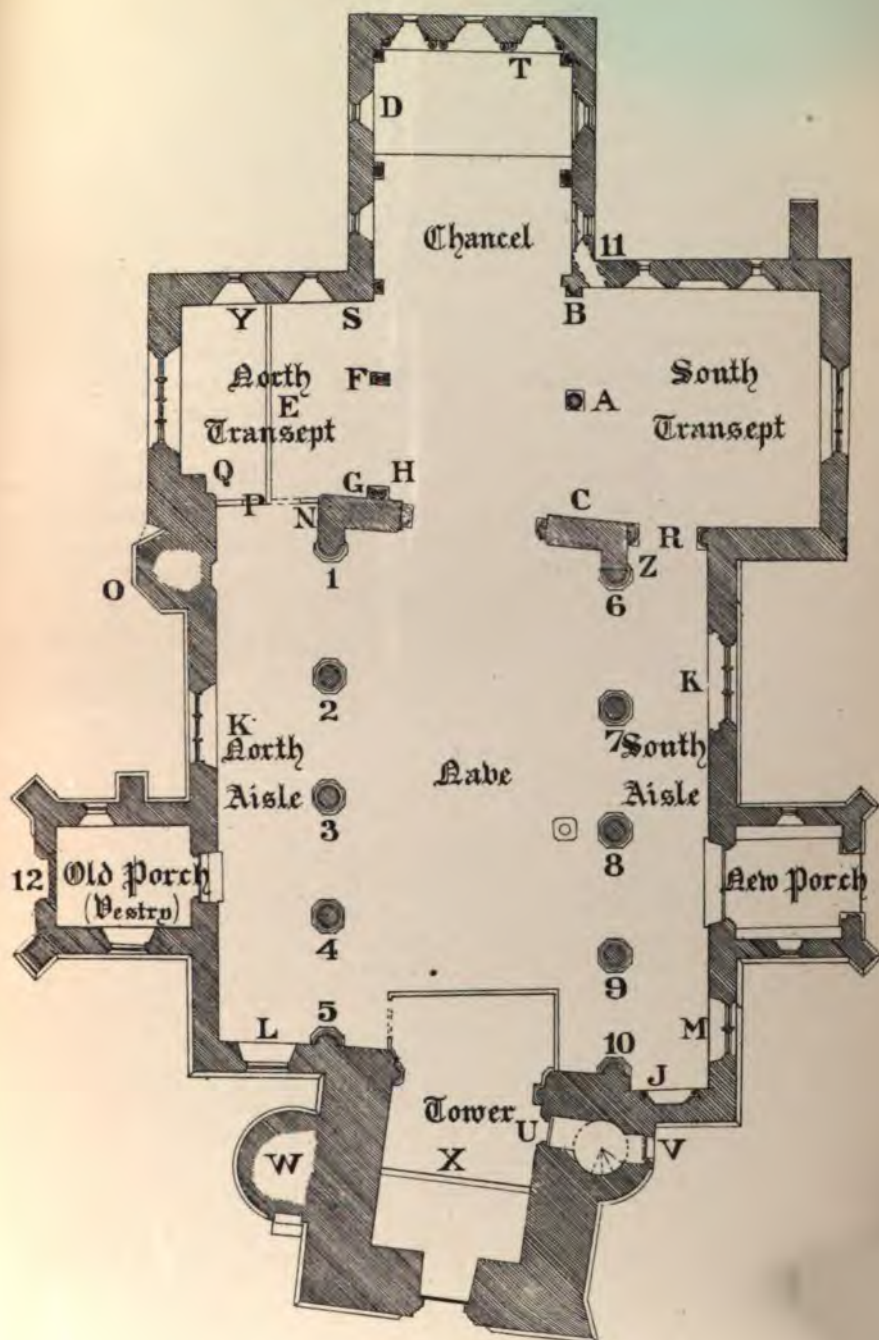 T
D
Chancel
11
Y
S
B
North
Transept
E
F
A
South
Transept
Q
P
N
G
H
C
R
Z
O
1
6
2
K
7
K
North
Aisle
Nave
South
Aisle
3
8
12
Old Porch
(Vestry)
New Porch
4
9
5
L
M
10
J
Tower
U
V
W
X